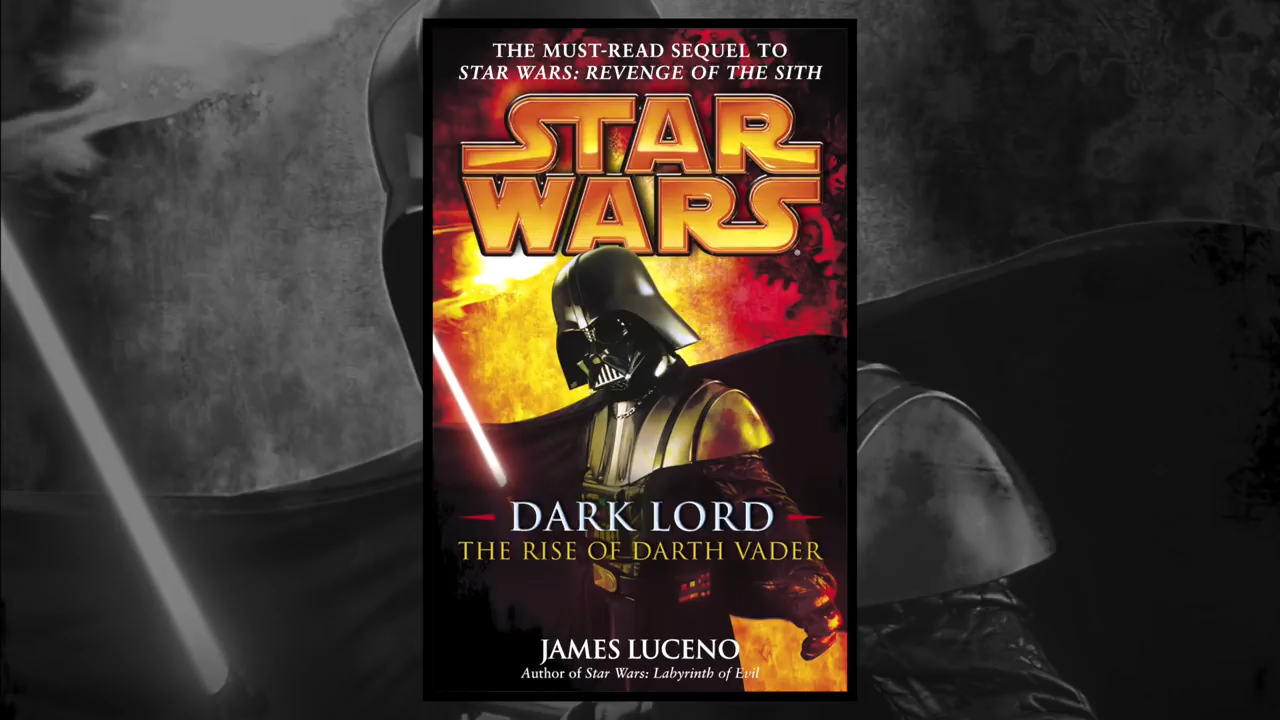 THE MUST-READ SEQUEL TO
STAR WARS: REVENGE OF THE SITH
STAR
WARS®
DARK LORD
THE RISE OF DARTH VADER
JAMES LUCENO
Author of Star Wars: Labyrinth of Evil